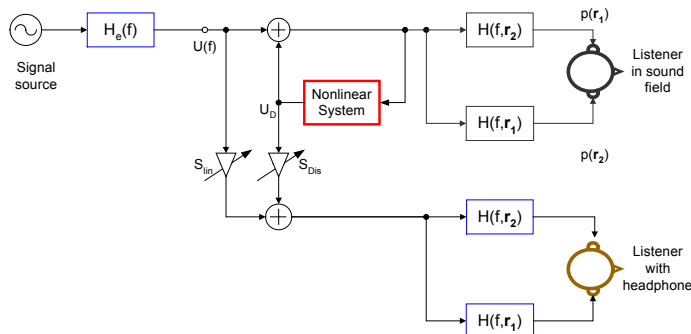 H_e(f)
U(f)
Signal
source
H(f,r_2)
p(r_1)
Listener
in sound
field
Nonlinear
System
U_D
H(f,r_1)
p(r_2)
S_lin
S_Dis
H(f,r_2)
Listener
with
headphone
H(f,r_1)